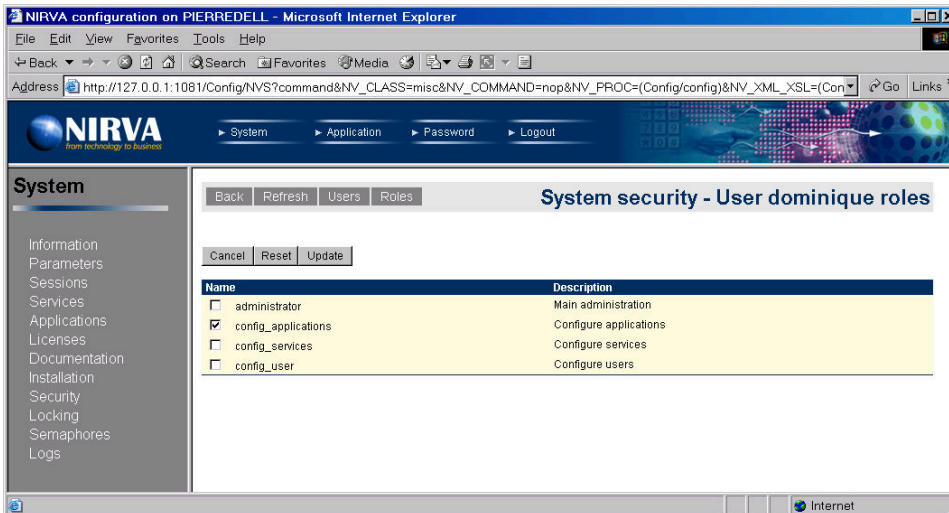 NIRVA configuration on PIERREDELL - Microsoft Internet Explorer
File Edit View Favorites Tools Help
Back Search Favorites Media
Address http://127.0.0.1:1081/Config/NVS?command&NV_CLASS=misc&NV_COMMAND=nop&NV_PROC=(Config/config)&NV_XML_XSL=(Con Go Links
NIRVA System Application Password Logout
from technology to business
System
Back Refresh Users Roles System security - User dominique roles
Information
Parameters
Sessions
Services
Applications
Licenses
Documentation
Installation
Security
Locking
Semaphores
Logs
Cancel Reset Update
Name Description
administrator Main administration
config_applications Configure applications
config_services Configure services
config_user Configure users
Internet